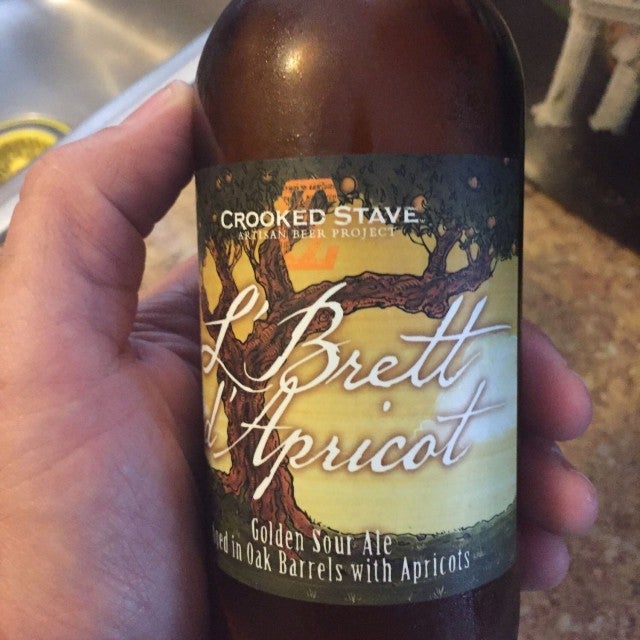 CROOKED STAVE
ARTISAN BEER PROJECT
L'Brett
d'Apricot
Golden Sour Ale
in Oak Barrels with Apricots